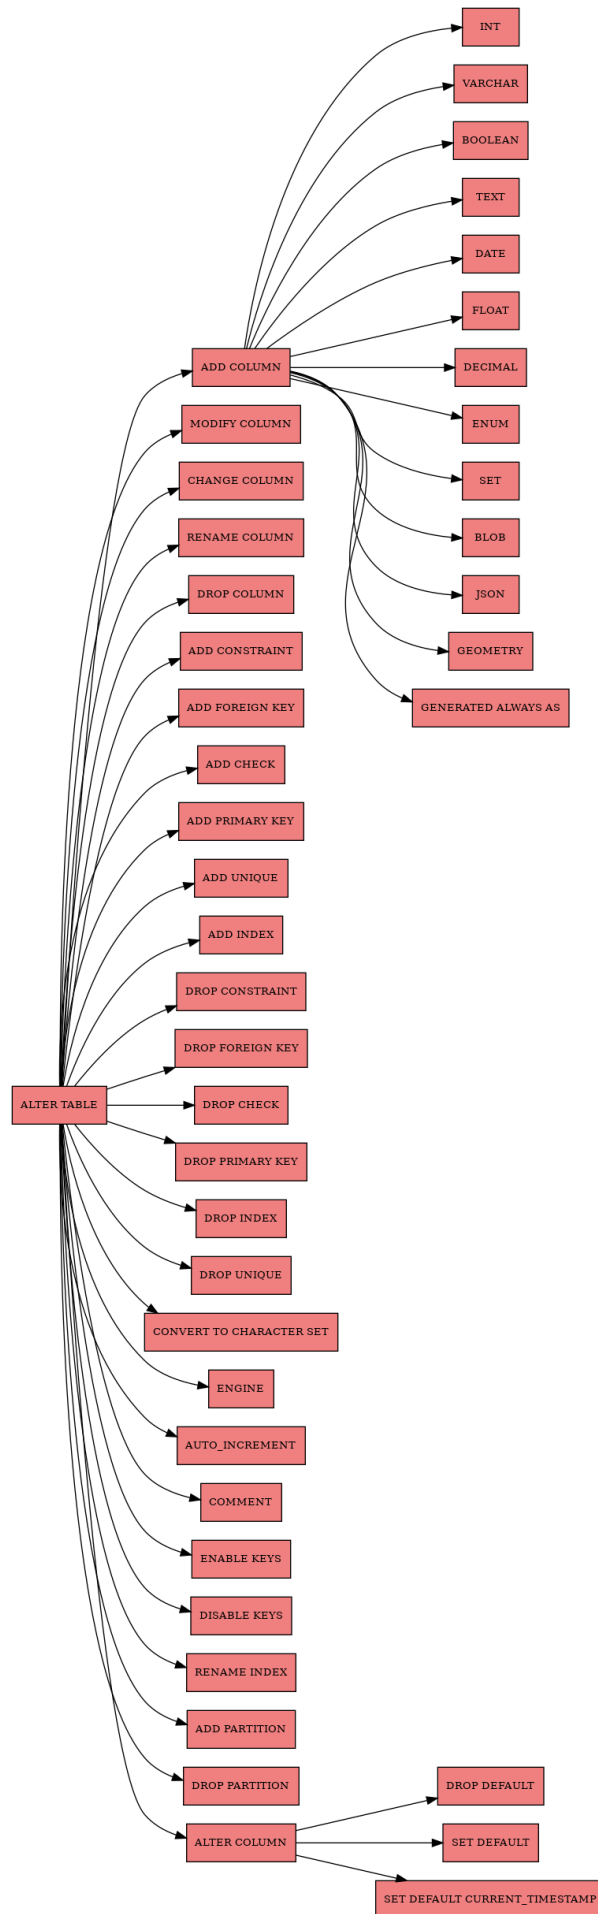 INT
VARCHAR
BOOLEAN
TEXT
DATE
FLOAT
ADD COLUMN
DECIMAL
MODIFY COLUMN
ENUM
CHANGE COLUMN
SET
RENAME COLUMN
BLOB
DROP COLUMN
JSON
ADD CONSTRAINT
GEOMETRY
ADD FOREIGN KEY
GENERATED ALWAYS AS
ADD CHECK
ADD PRIMARY KEY
ADD UNIQUE
ADD INDEX
DROP CONSTRAINT
DROP FOREIGN KEY
ALTER TABLE
DROP CHECK
DROP PRIMARY KEY
DROP INDEX
DROP UNIQUE
CONVERT TO CHARACTER SET
ENGINE
AUTO_INCREMENT
COMMENT
ENABLE KEYS
DISABLE KEYS
RENAME INDEX
ADD PARTITION
DROP PARTITION
DROP DEFAULT
ALTER COLUMN
SET DEFAULT
SET DEFAULT CURRENT_TIMESTAMP